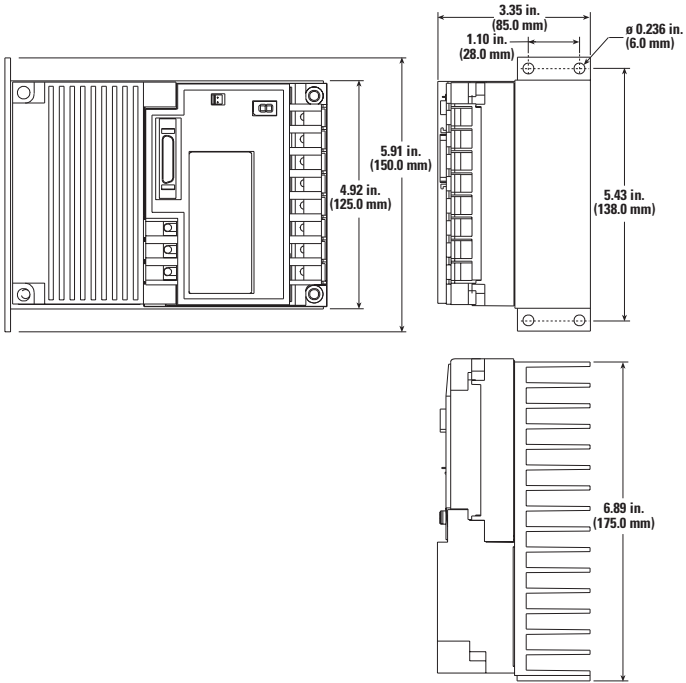 3.35 in.
(85.0 mm)
1.10 in.
(28.0 mm)
ø 0.236 in.
(6.0 mm)
5.91 in.
(150.0 mm)
4.92 in.
(125.0 mm)
5.43 in.
(138.0 mm)
6.89 in.
(175.0 mm)